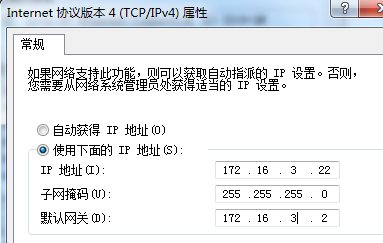 Internet 协议版本 4 (TCP/IPv4) 属性
常规
如果网络支持此功能，则可以获取自动指派的 IP 设置。否则，
您需要从网络系统管理员处获得适当的 IP 设置。
自动获得 IP 地址(O)
使用下面的 IP 地址(S):
IP 地址(I): 172 . 16 . 3 . 22
子网掩码(U): 255 .255 .255 . 0
默认网关(D): 172 . 16 . 3 . 2